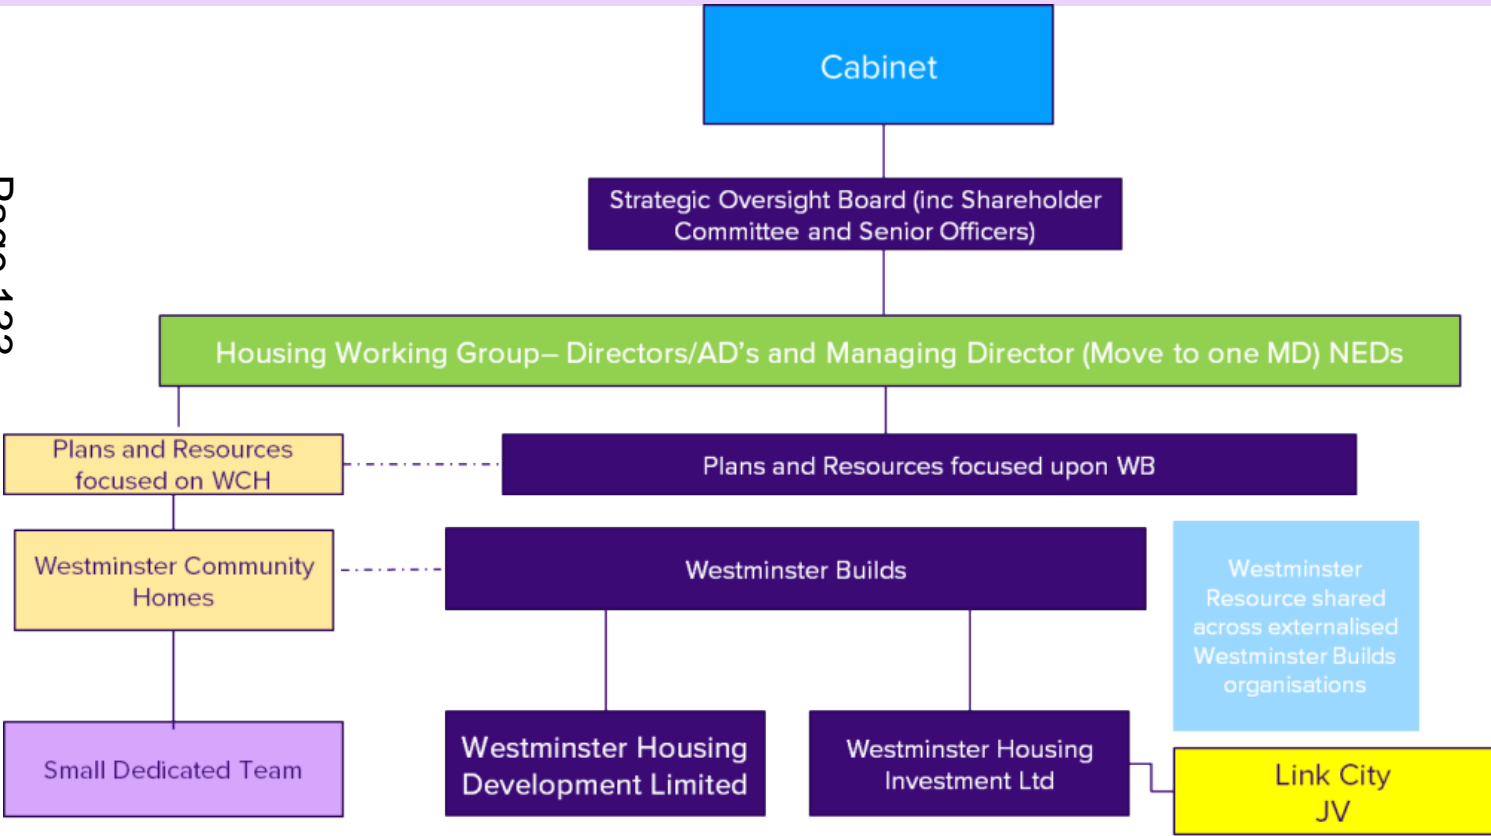 Cabinet
Strategic Oversight Board (inc Shareholder
Committee and Senior Officers)
Housing Working Group– Directors/AD's and Managing Director (Move to one MD) NEDs
Plans and Resources
focused on WCH
Plans and Resources focused upon WB
Westminster Community
Homes
Westminster Builds
Westminster
Resource shared
across externalised
Westminster Builds
organisations
Small Dedicated Team
Westminster Housing
Development Limited
Westminster Housing
Investment Ltd
Link City
JV
Page 133